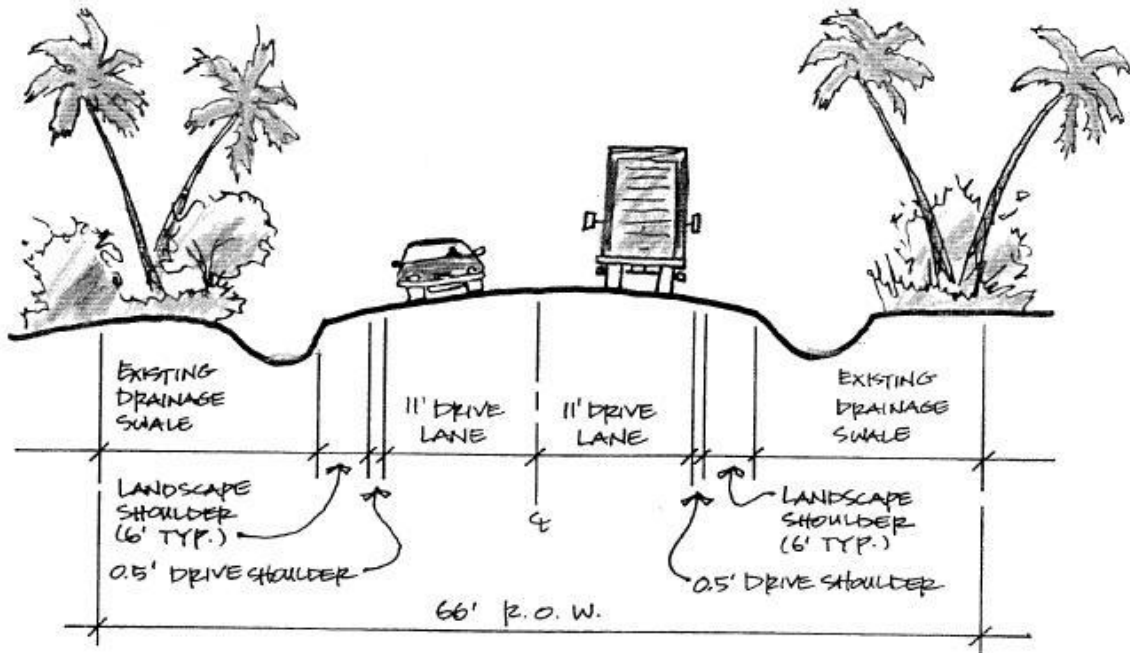 EXISTING
DRAINAGE
SWALE
11' DRIVE
LANE
11' DRIVE
LANE
EXISTING
DRAINAGE
SWALE
LANDSCAPE
SHOULDER
(6' TYP.)
0.5' DRIVE SHOULDER
℄
LANDSCAPE
SHOULDER
(6' TYP.)
0.5' DRIVE SHOULDER
66' R.O.W.